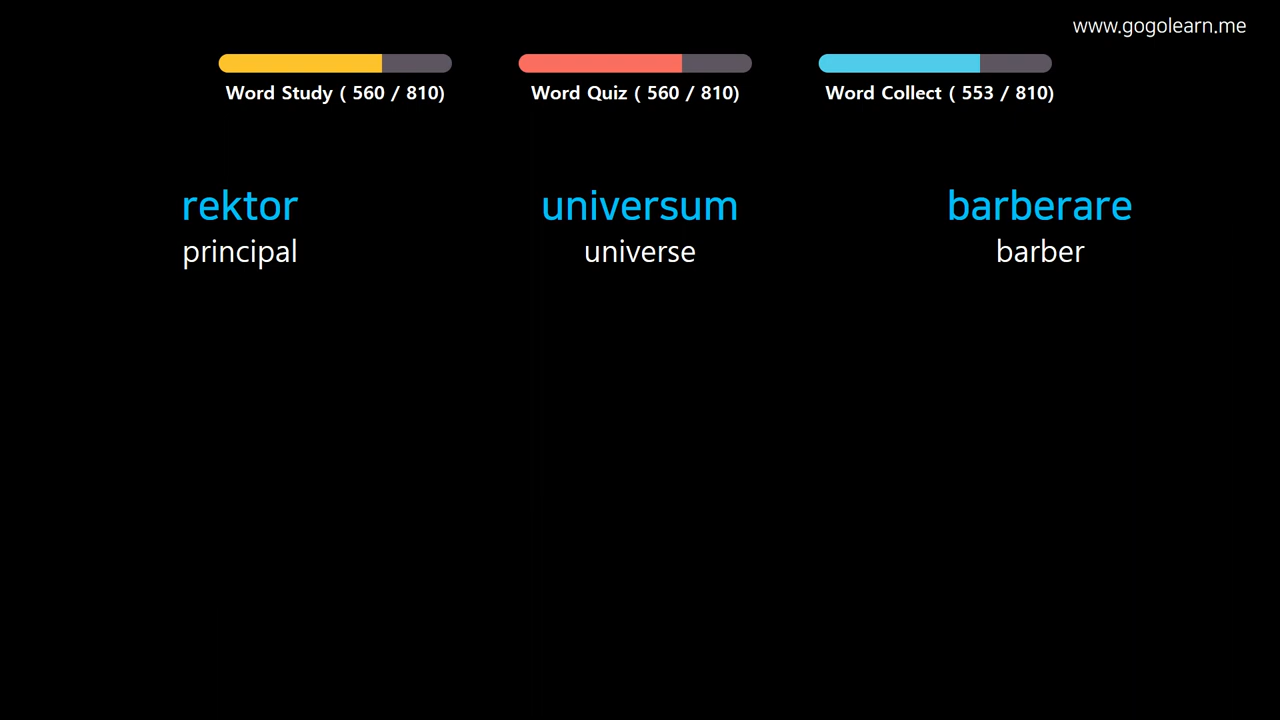 www.gogolearn.me
Word Study ( 560 / 810)
Word Quiz ( 560 / 810)
Word Collect ( 553 / 810)
rektor
principal
universum
universe
barberare
barber